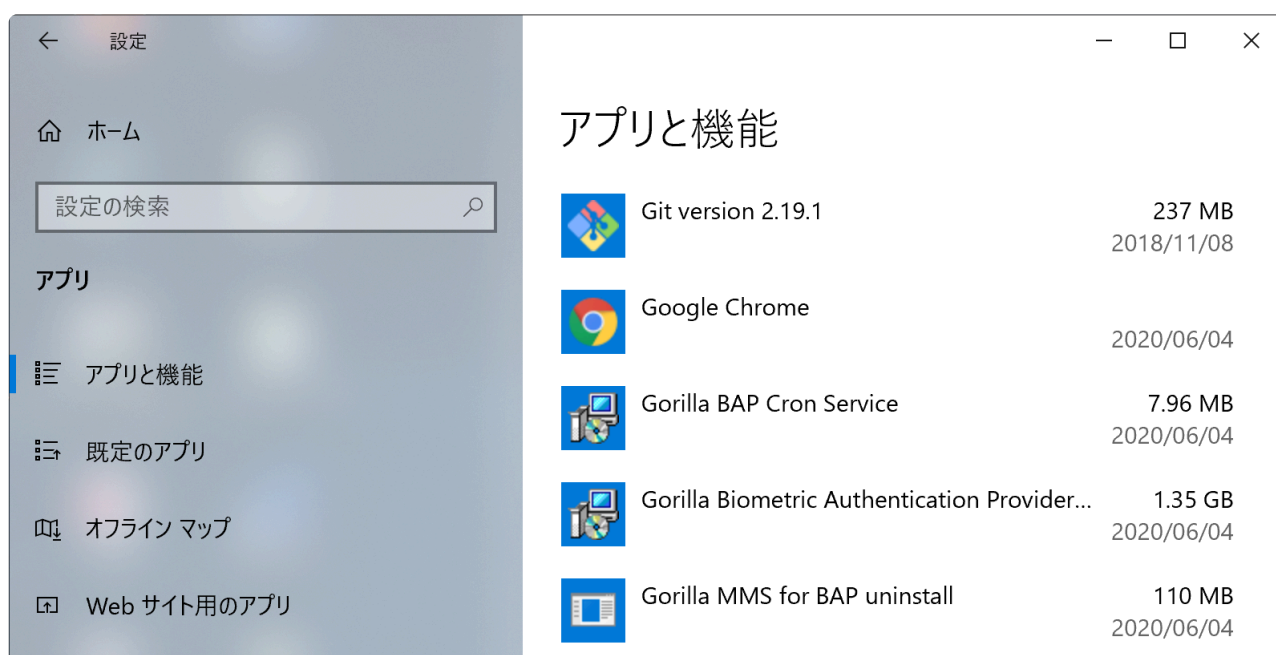 設定
ホーム
設定の検索
アプリ
アプリと機能
既定のアプリ
オフライン マップ
Web サイト用のアプリ
アプリと機能
Git version 2.19.1 237 MB
2018/11/08
Google Chrome
2020/06/04
Gorilla BAP Cron Service 7.96 MB
2020/06/04
Gorilla Biometric Authentication Provider... 1.35 GB
2020/06/04
Gorilla MMS for BAP uninstall 110 MB
2020/06/04